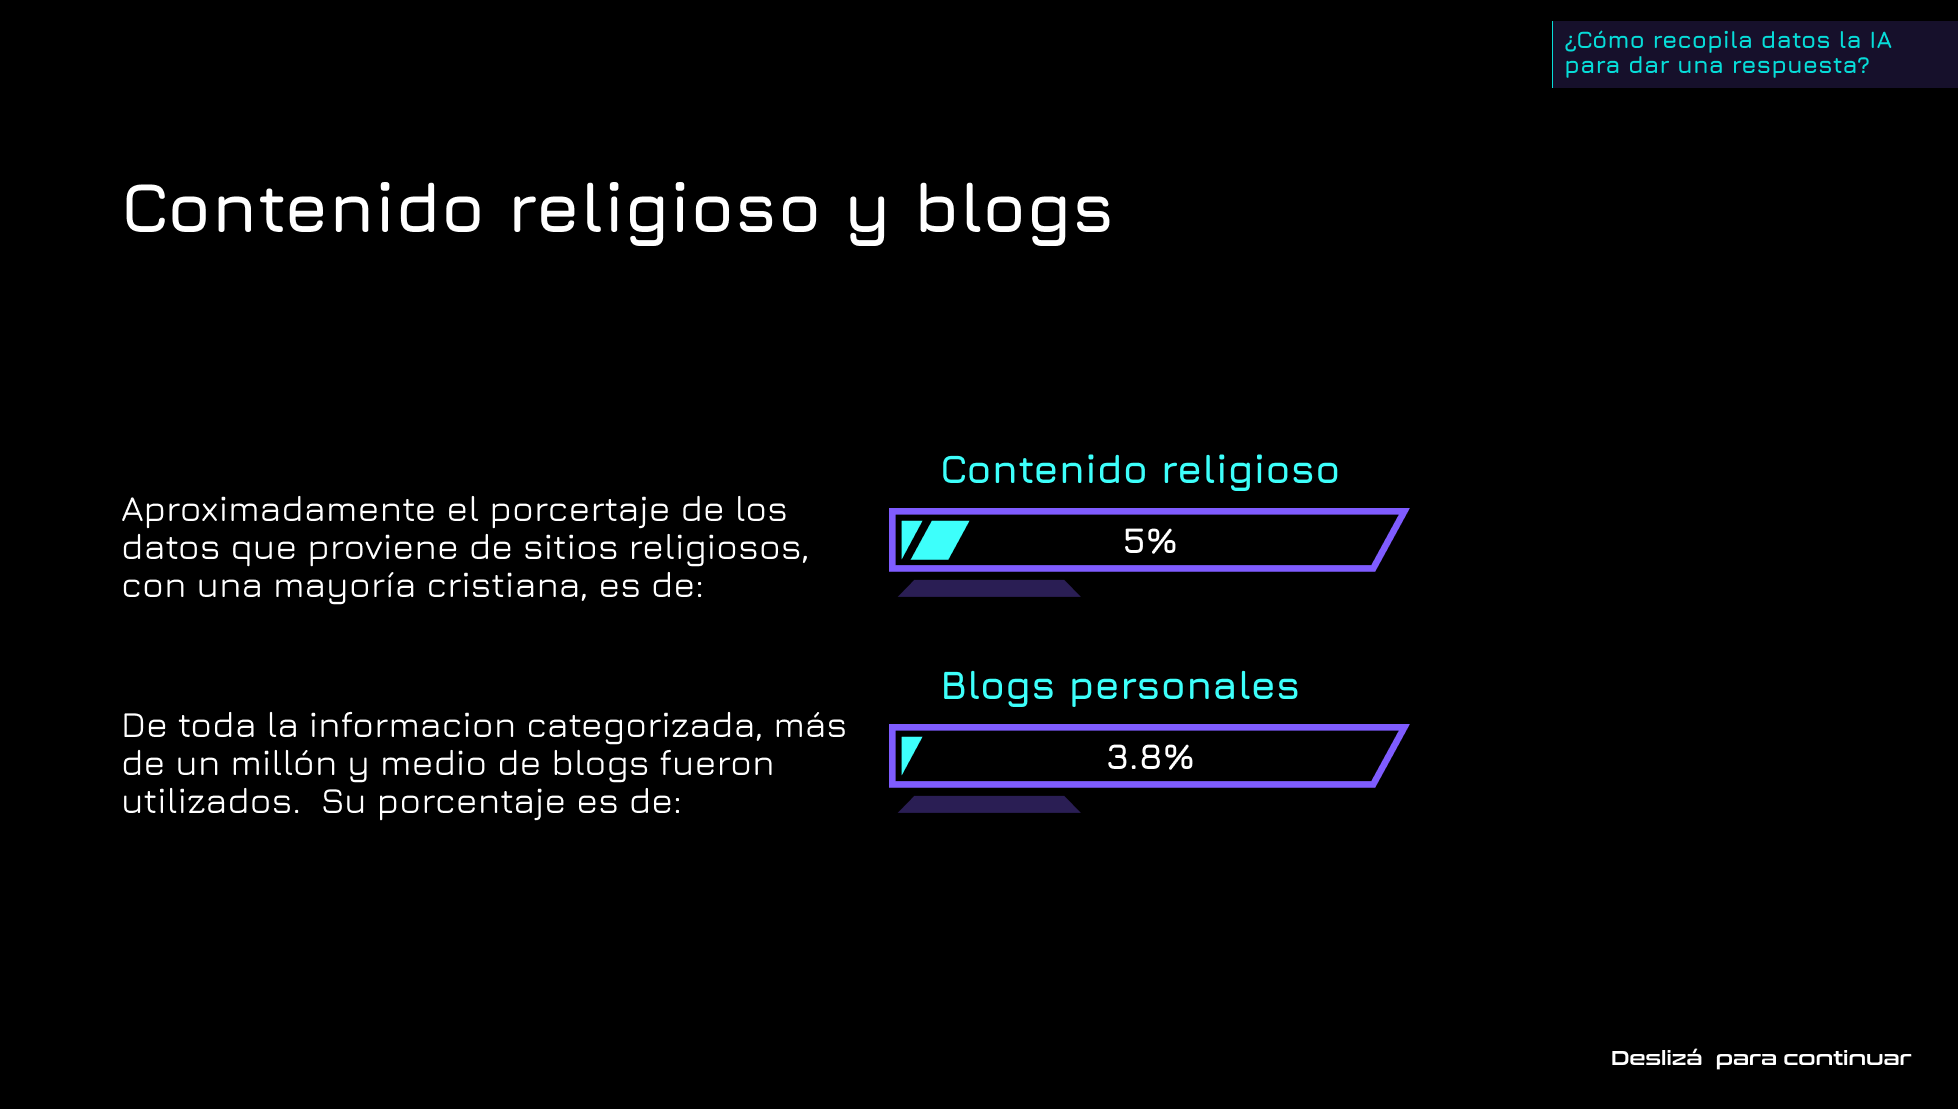 ¿Cómo recopila datos la IA
para dar una respuesta?
Contenido religioso y blogs
Aproximadamente el porcertaje de los
datos que proviene de sitios religiosos,
con una mayoría cristiana, es de:
Contenido religioso
5%
De toda la informacion categorizada, más
de un millón y medio de blogs fueron
utilizados.  Su porcentaje es de:
Blogs personales
3.8%
Deslizá  para continuar